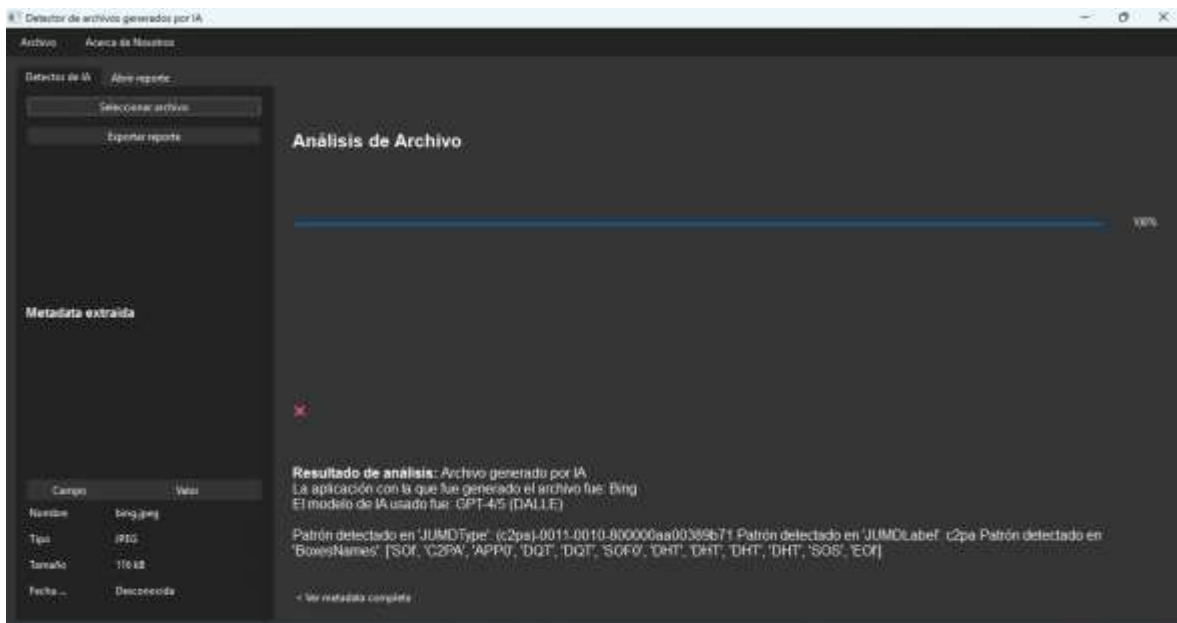 Detector de archivos generados por IA
Archivo Acerca de Nosotros
Detector de IA Abrir reporte
Seleccionar archivo
Exportar reporte
Análisis de Archivo
100%
Metadata extraída
Resultado de análisis: Archivo generado por IA
La aplicación con la que fue generado el archivo fue: Bing
El modelo de IA usado fue: GPT-4/5 (DALLE)
Patrón detectado en 'JUMDType': (c2pa)-0011-0010-800000aa00389b71 Patrón detectado en 'JUMDLabel': c2pa Patrón detectado en
'BoxesNames': ['SOI', 'C2PA', 'APP0', 'DQT', 'DQT', 'SOF0', 'DHT', 'DHT', 'DHT', 'DHT', 'SOS', 'EOI']
Campo Valor
Nombre bing.jpeg
Tipo JPEG
Tamaño 116 kB
Fecha ... Desconocida
< Ver metadata completa